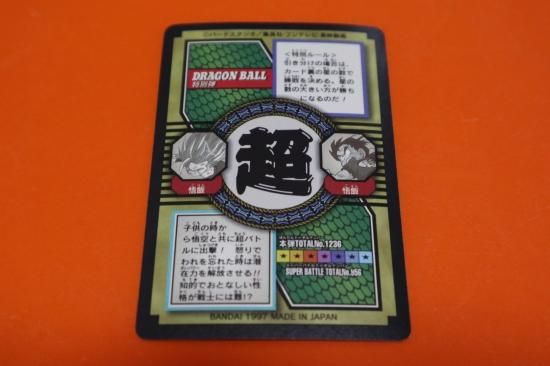 ©バードスタジオ/集英社・フジテレビ・東映動画
DRAGON BALL
特別弾
<特別ルール>
引き分けの場合は、
カード裏の星の数で
勝敗を決める。星の
数の大きい方が勝ち
になるのだ!
超
悟飯
悟飯
子供の時か
ら悟空と共に超バト
ルに出撃! 怒りで
われを忘れた時は潜
在力を解放させる!!
知的でおとなしい性
格が戦士には難!?
本弾TOTALNo.1236
★★★★★★★
SUPER BATTLE TOTALNo.956
BANDAI 1997 MADE IN JAPAN